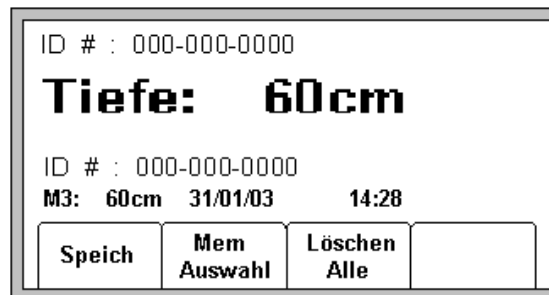 ID # : 000-000-0000
Tiefe: 60cm
ID # : 000-000-0000
M3: 60cm 31/01/03 14:28
Speich
Mem
Auswahl
Löschen
Alle